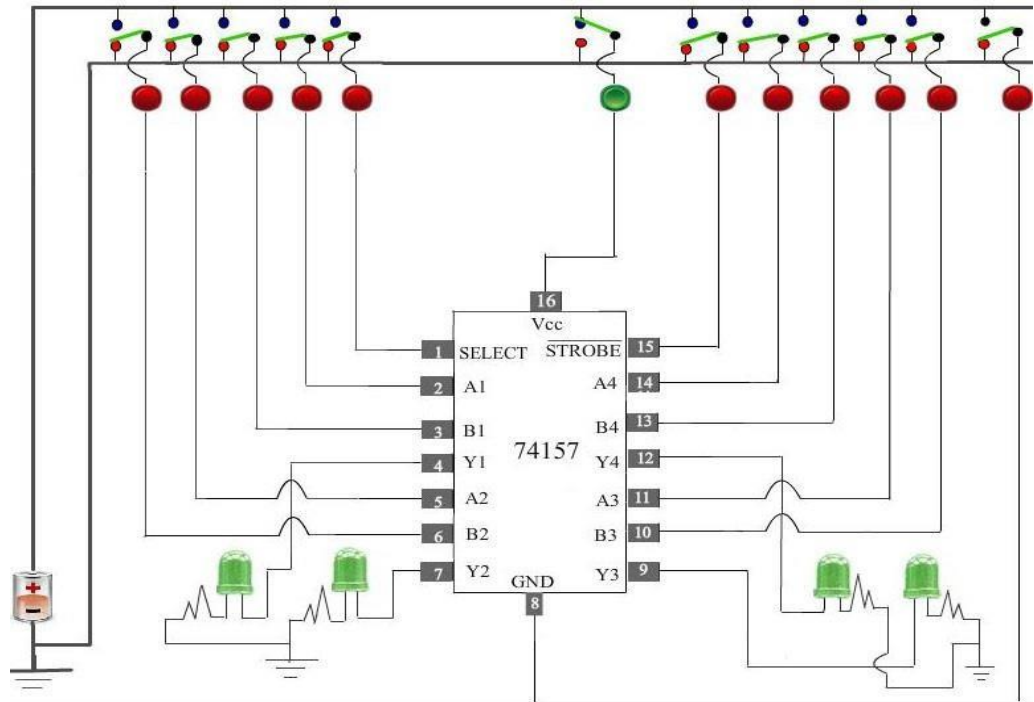 16
Vcc
1 SELECT STROBE 15
2 A1 A4 14
3 B1 B4 13
74157
4 Y1 Y4 12
5 A2 A3 11
6 B2 B3 10
7 Y2 Y3 9
GND
8
+
-